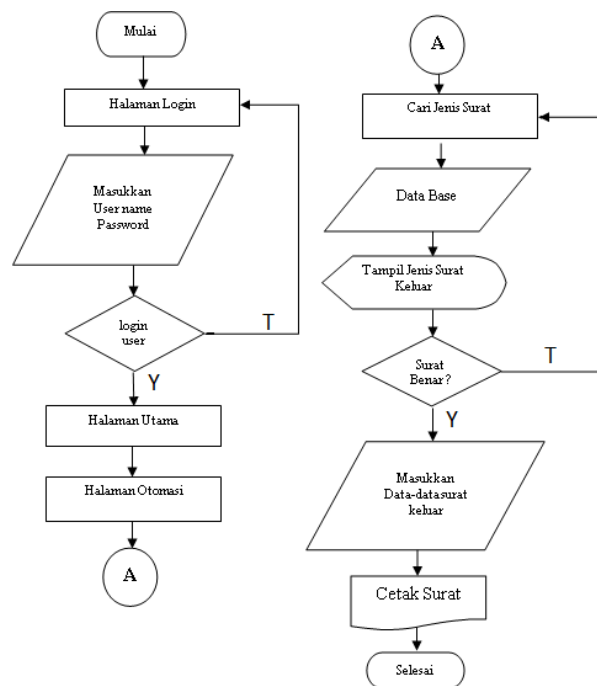 Mulai
Halaman Login
Masukkan
User name
Password
login
user
T
Y
Halaman Utama
Halaman Otomasi
A
A
Cari Jenis Surat
Data Base
Tampil Jenis Surat
Keluar
Surat
Benar?
T
Y
Masukkan
Data-datasurat
keluar
Cetak Surat
Selesai